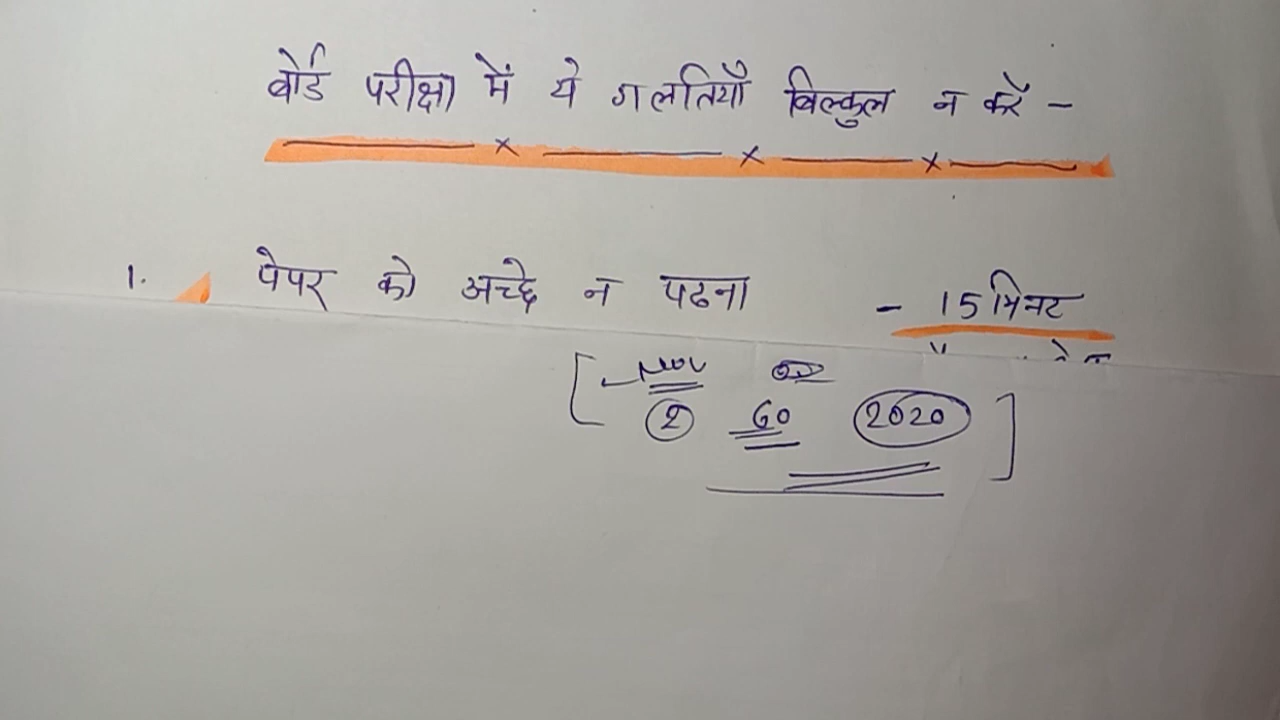 बोर्ड परीक्षा में ये गलतियाँ बिल्कुल न करें -
1. पेपर को अच्छे न पढना - 15 मिनट
2 60 2020